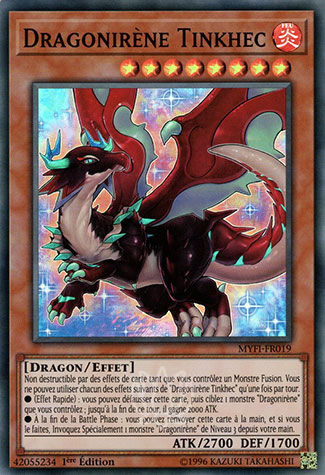 DRAGONIRÈNE TINKHEC
FEU
炎
MYFI-FR019
[DRAGON/EFFET]
Non destructible par des effets de carte tant que vous contrôlez un Monstre Fusion. Vous
ne pouvez utiliser chacun des effets suivants de "Dragonirène Tinkhec" qu'une fois par tour.
● (Effet Rapide) : vous pouvez défausser cette carte, puis ciblez 1 monstre "Dragonirène"
que vous contrôlez ; jusqu'à la fin de ce tour, il gagne 2000 ATK.
● À la fin de la Battle Phase : vous pouvez renvoyer cette carte à la main, et si vous
le faites, Invoquez Spécialement 1 monstre "Dragonirène" de Niveau 3 depuis votre main.
ATK/2700 DEF/1700
42055234 1ère Édition ©1996 KAZUKI TAKAHASHI